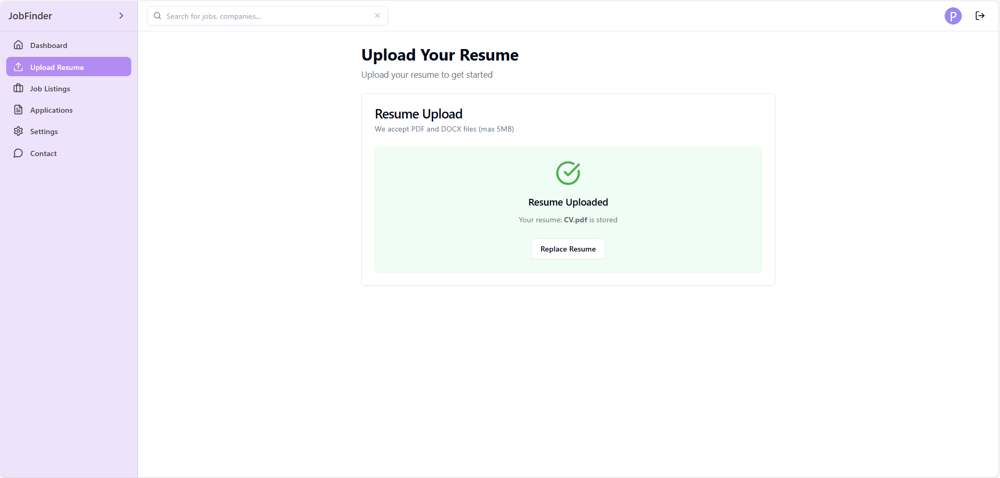 JobFinder
Search for jobs, companies...
P
Dashboard
Upload Resume
Job Listings
Applications
Settings
Contact
Upload Your Resume
Upload your resume to get started
Resume Upload
We accept PDF and DOCX files (max 5MB)
Resume Uploaded
Your resume: CV.pdf is stored
Replace Resume